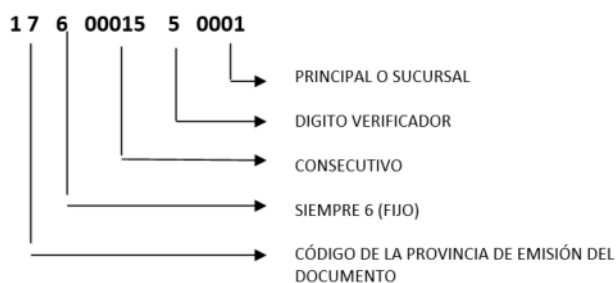 1 7 6 00015 5 0001
PRINCIPAL O SUCURSAL
DIGITO VERIFICADOR
CONSECUTIVO
SIEMPRE 6 (FIJO)
CÓDIGO DE LA PROVINCIA DE EMISIÓN DEL
DOCUMENTO